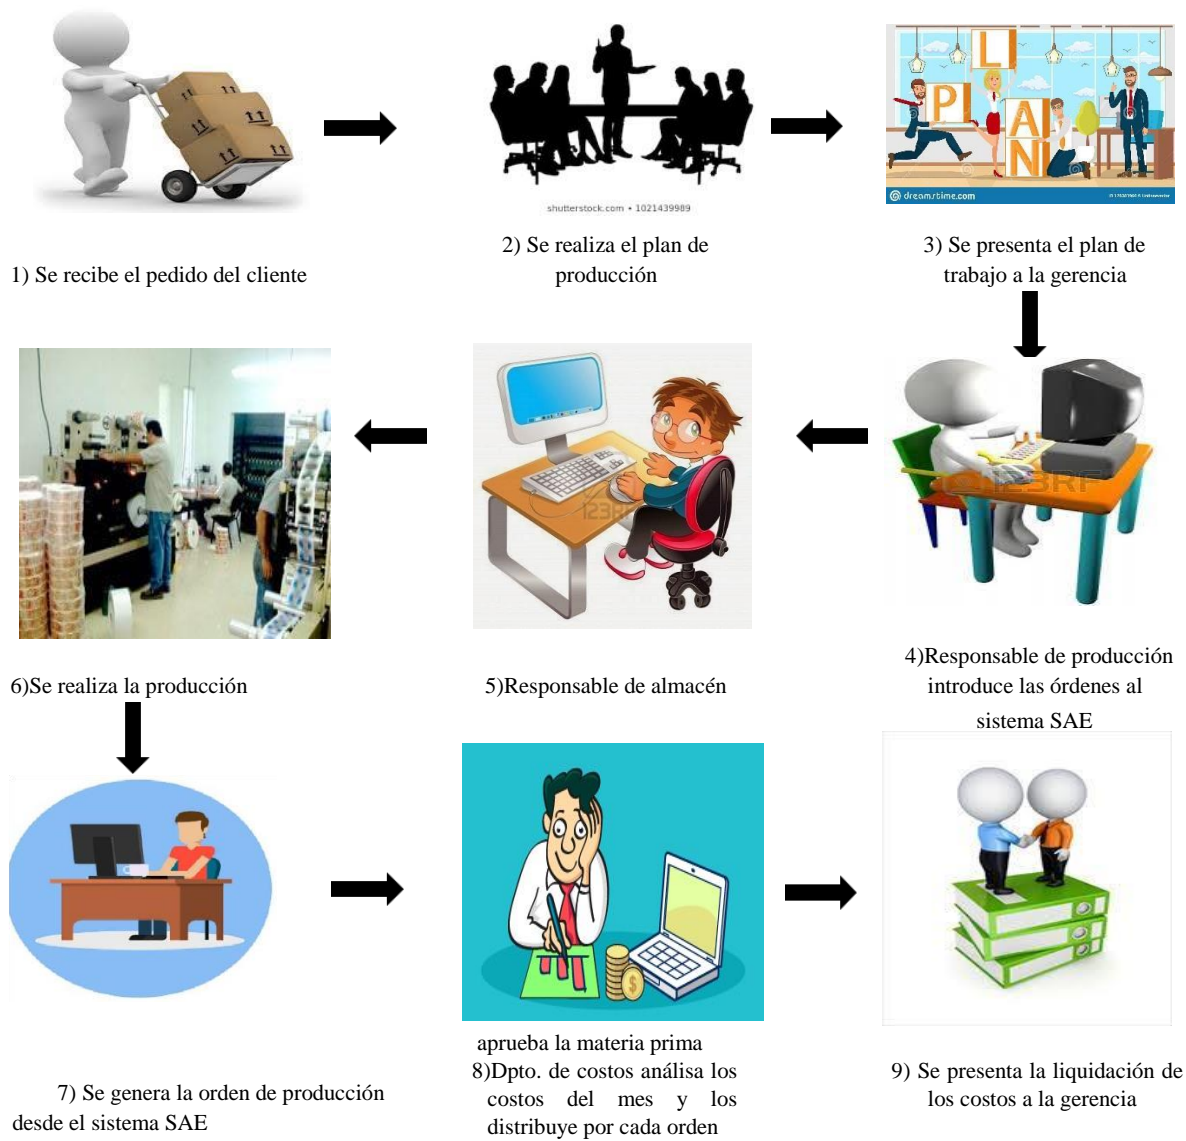 L
P
A
N
dreamstime.com
shutterstock.com • 1021439989
1) Se recibe el pedido del cliente
2) Se realiza el plan de
producción
3) Se presenta el plan de
trabajo a la gerencia
123RF
123RF
6)Se realiza la producción
5)Responsable de almacén
4)Responsable de producción
introduce las órdenes al
sistema SAE
$
7) Se genera la orden de producción
desde el sistema SAE
aprueba la materia prima
8)Dpto. de costos análisa los
costos del mes y los
distribuye por cada orden
9) Se presenta la liquidación de
los costos a la gerencia